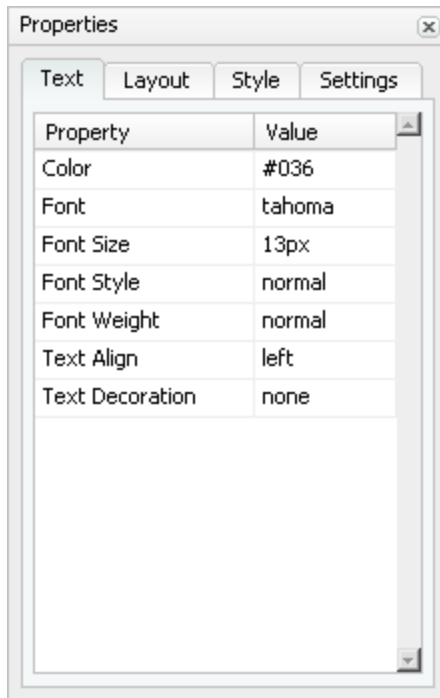 Properties
Text Layout Style Settings
Property Value
Color #036
Font tahoma
Font Size 13px
Font Style normal
Font Weight normal
Text Align left
Text Decoration none